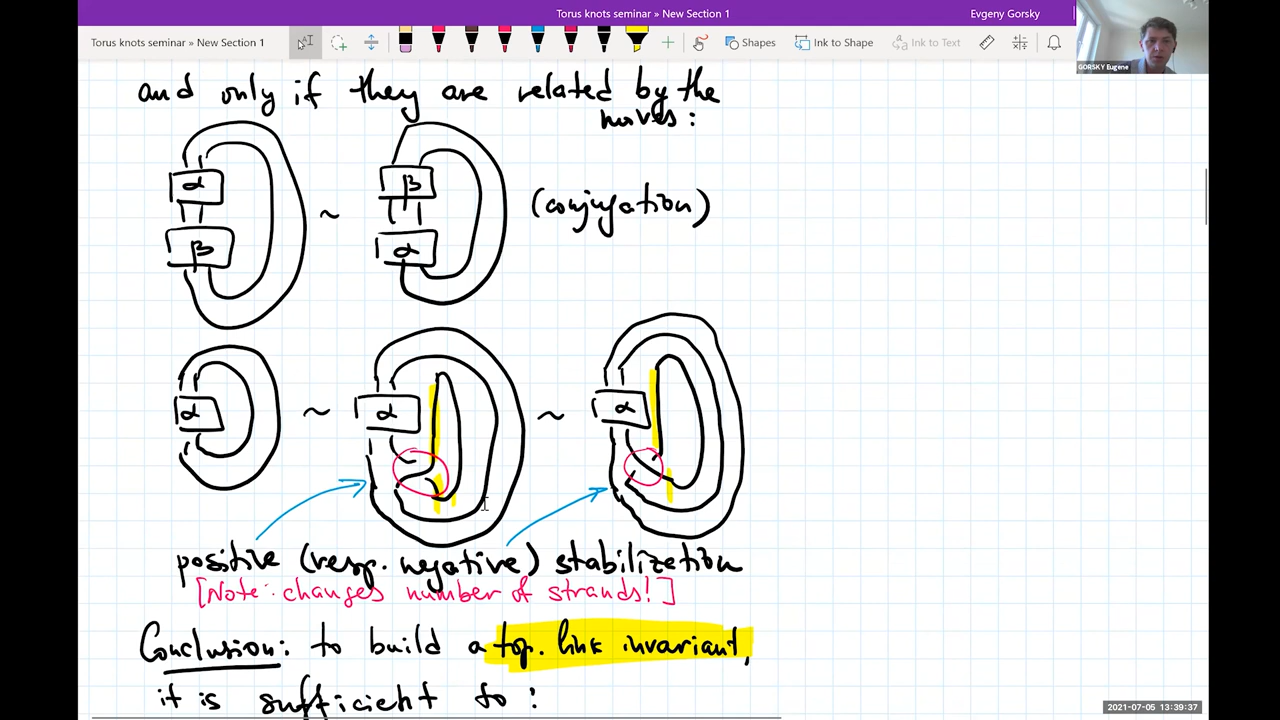 Torus knots seminar » New Section 1
Evgeny Gorsky
Torus knots seminar » New Section 1
Shapes
Ink to Shape
Ink to Text
GORSKY Eugene
and only if they are related by the
moves:
α
β
~
β
α
(conjugation)
α
~
α
~
α
positive (resp. negative) stabilization
[Note: changes number of strands!]
Conclusion: to build a top. link invariant,
it is sufficient to:
2021-07-05 13:39:37